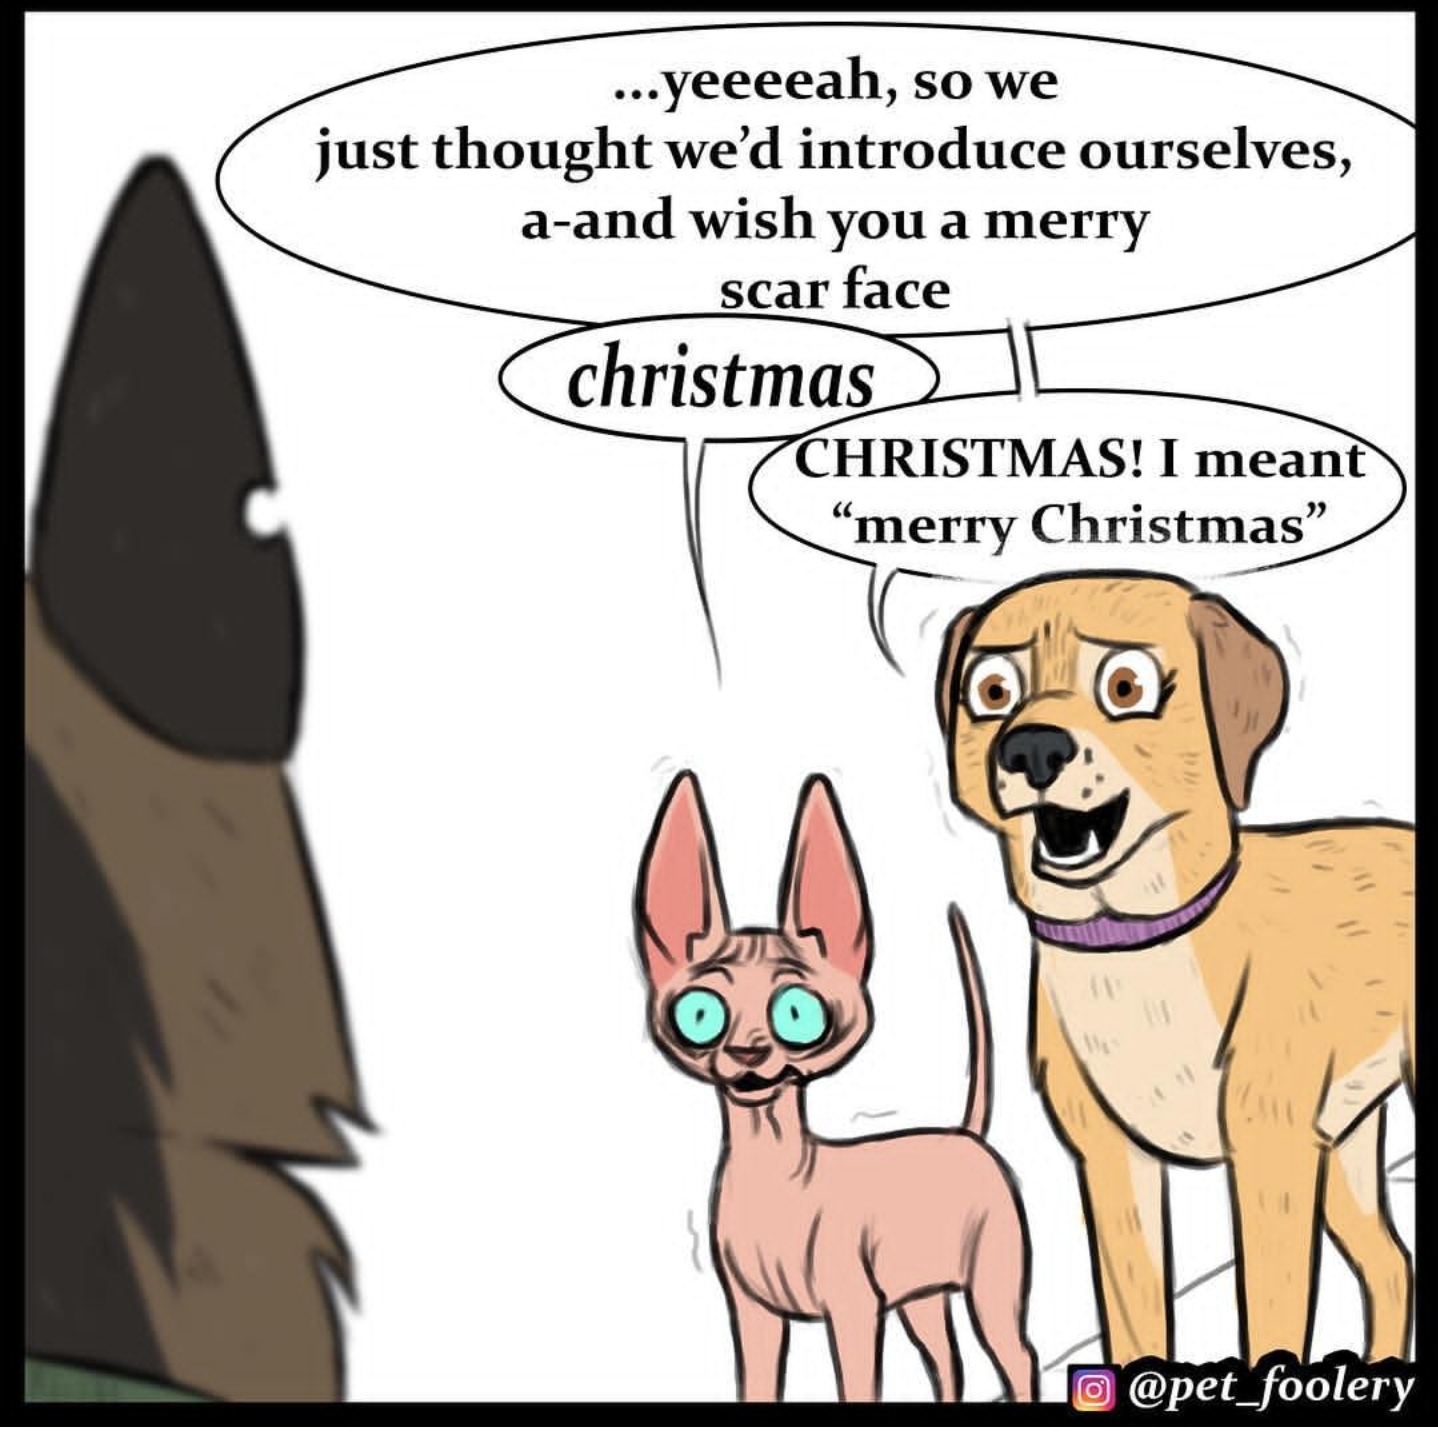 ...yeeeeah, so we
just thought we’d introduce ourselves,
a-and wish you a merry
scar face
christmas
CHRISTMAS! I meant
“merry Christmas”
@pet_foolery